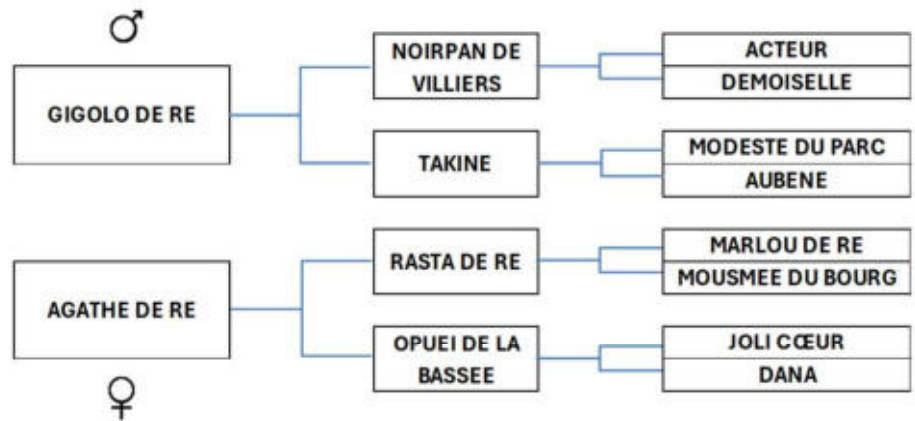 ♂
GIGOLO DE RE
NOIRPAN DE
VILLIERS
ACTEUR
DEMOISELLE
TAKINE
MODESTE DU PARC
AUBENE
AGATHE DE RE
RASTA DE RE
MARLOU DE RE
MOUSMEE DU BOURG
OPUEI DE LA
BASSEE
JOLI CŒUR
DANA
♀